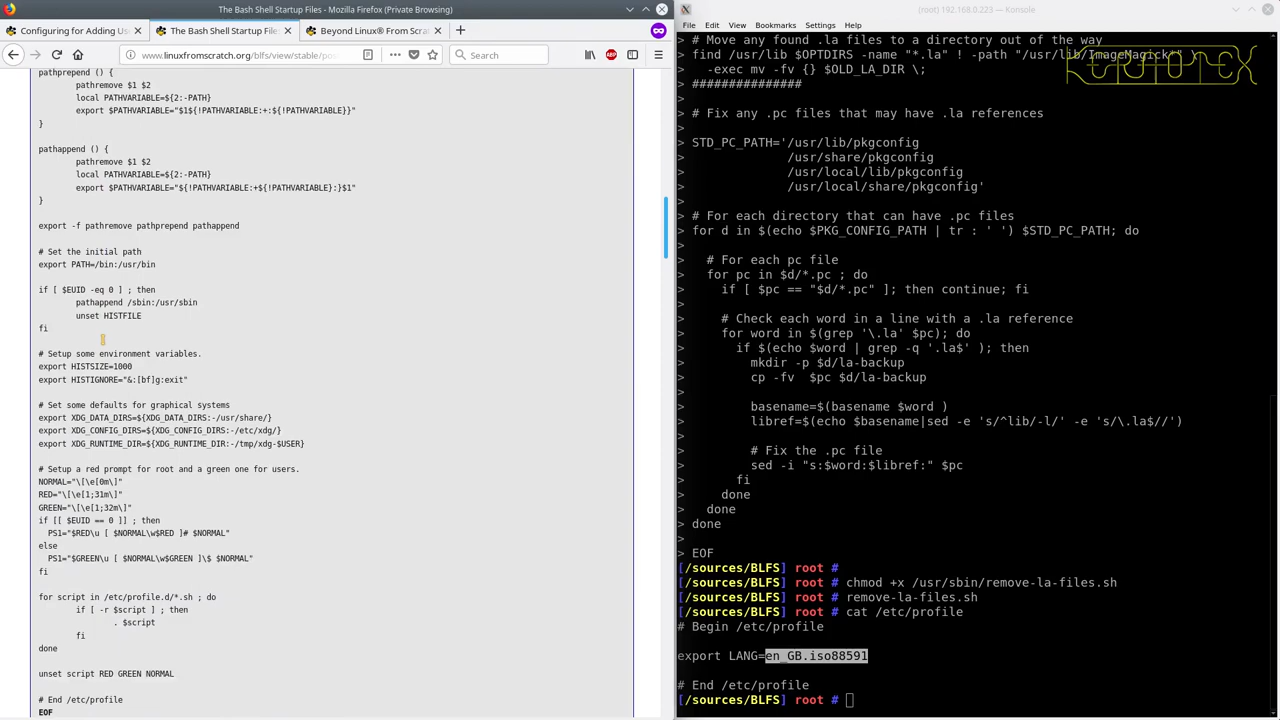 The Bash Shell Startup Files - Mozilla Firefox (Private Browsing)
Configuring for Adding Us
The Bash Shell Startup File
Beyond Linux® From Scr
www.linuxfromscratch.org/blfs/view/stable/pos
Search
pathprepend () {
        pathremove $1 $2
        local PATHVARIABLE=${2:-PATH}
        export $PATHVARIABLE="$1${!PATHVARIABLE:+:${!PATHVARIABLE}}"
}
pathappend () {
        pathremove $1 $2
        local PATHVARIABLE=${2:-PATH}
        export $PATHVARIABLE="${!PATHVARIABLE:+${!PATHVARIABLE}:}$1"
}
export -f pathremove pathprepend pathappend
# Set the initial path
export PATH=/bin:/usr/bin
if [ $EUID -eq 0 ] ; then
        pathappend /sbin:/usr/sbin
        unset HISTFILE
fi
# Setup some environment variables.
export HISTSIZE=1000
export HISTIGNORE="&:[bf]g:exit"
# Set some defaults for graphical systems
export XDG_DATA_DIRS=${XDG_DATA_DIRS:-/usr/share/}
export XDG_CONFIG_DIRS=${XDG_CONFIG_DIRS:-/etc/xdg/}
export XDG_RUNTIME_DIR=${XDG_RUNTIME_DIR:-/tmp/xdg-$USER}
# Setup a red prompt for root and a green one for users.
NORMAL="\[\e[0m\]"
RED="\[\e[1;31m\]"
GREEN="\[\e[1;32m\]"
if [[ $EUID == 0 ]] ; then
  PS1="$RED\u [ $NORMAL\w$RED ]# $NORMAL"
else
  PS1="$GREEN\u [ $NORMAL\w$GREEN ]\$ $NORMAL"
fi
for script in /etc/profile.d/*.sh ; do
        if [ -r $script ] ; then
                . $script
        fi
done
unset script RED GREEN NORMAL
# End /etc/profile
EOF
(root) 192.168.0.223 — Konsole
File Edit View Bookmarks Settings Help
> # Move any found .la files to a directory out of the way
> find /usr/lib $OPTDIRS -name "*.la" ! -path "/usr/lib/ImageMagick*" \
>   -exec mv -fv {} $OLD_LA_DIR \;
> ###############
>
> # Fix any .pc files that may have .la references
>
> STD_PC_PATH='/usr/lib/pkgconfig
>              /usr/share/pkgconfig
>              /usr/local/lib/pkgconfig
>              /usr/local/share/pkgconfig'
>
> # For each directory that can have .pc files
> for d in $(echo $PKG_CONFIG_PATH | tr : ' ') $STD_PC_PATH; do
>
>   # For each pc file
>   for pc in $d/*.pc ; do
>     if [ $pc == "$d/*.pc" ]; then continue; fi
>
>     # Check each word in a line with a .la reference
>     for word in $(grep '\.la' $pc); do
>       if $(echo $word | grep -q '.la$' ); then
>         mkdir -p $d/la-backup
>         cp -fv  $pc $d/la-backup
>
>         basename=$(basename $word )
>         libref=$(echo $basename|sed -e 's/^lib/-l/' -e 's/\.la$//')
>
>         # Fix the .pc file
>         sed -i "s:$word:$libref:" $pc
>       fi
>     done
>   done
> done
>
> EOF
[/sources/BLFS] root #
[/sources/BLFS] root # chmod +x /usr/sbin/remove-la-files.sh
[/sources/BLFS] root # remove-la-files.sh
[/sources/BLFS] root # cat /etc/profile
# Begin /etc/profile
export LANG=en_GB.iso88591
# End /etc/profile
[/sources/BLFS] root #